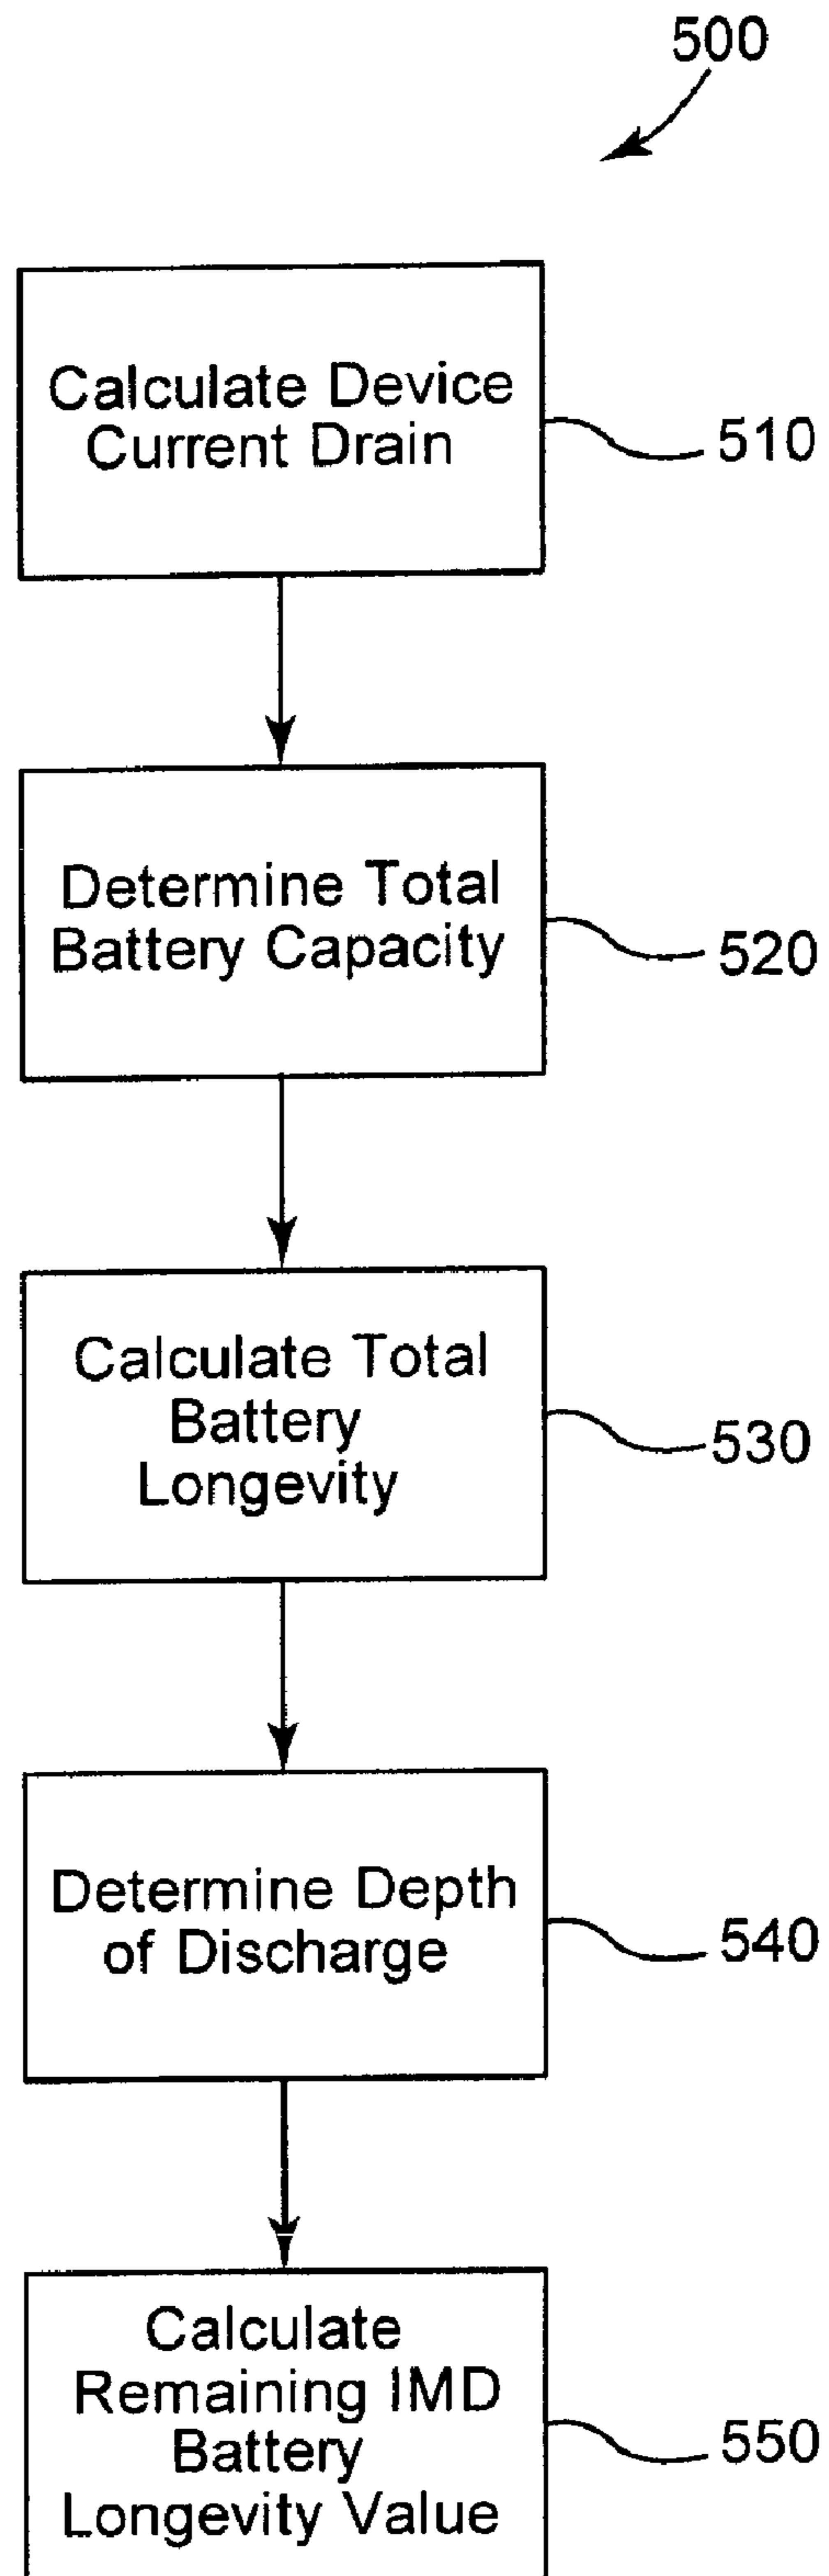 500
Calculate Device
Current Drain
510
Determine Total
Battery Capacity
520
Calculate Total
Battery
Longevity
530
Determine Depth
of Discharge
540
Calculate
Remaining IMD
Battery
Longevity Value
550